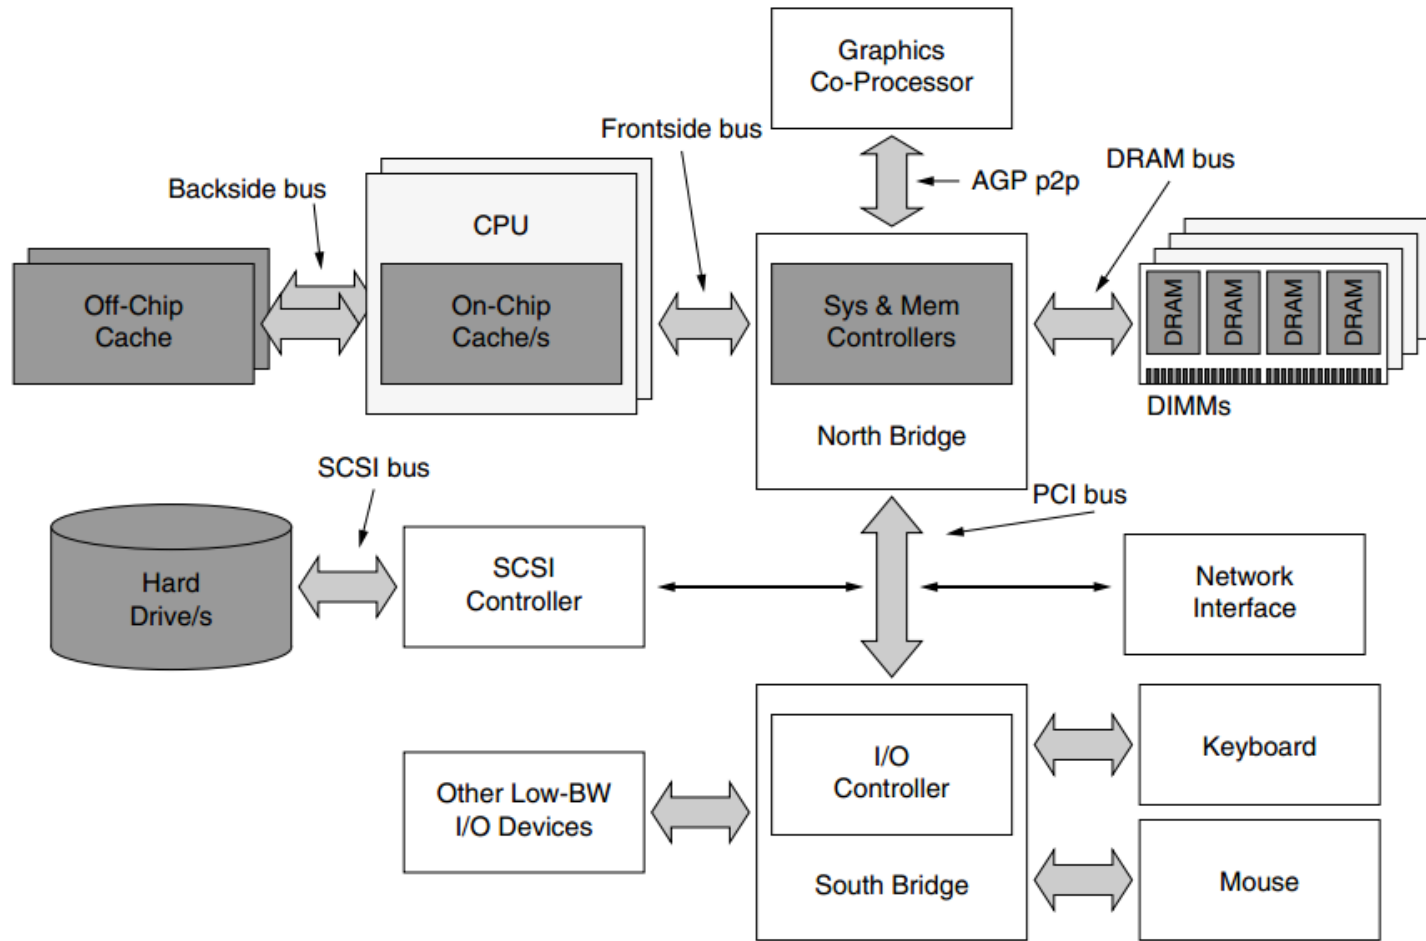 Graphics
Co-Processor
Frontside bus
DRAM bus
AGP p2p
Backside bus
CPU
Off-Chip
Cache
On-Chip
Cache/s
Sys & Mem
Controllers
North Bridge
DRAM
DRAM
DRAM
DRAM
DIMMs
SCSI bus
PCI bus
Hard
Drive/s
SCSI
Controller
Network
Interface
I/O
Controller
South Bridge
Keyboard
Other Low-BW
I/O Devices
Mouse